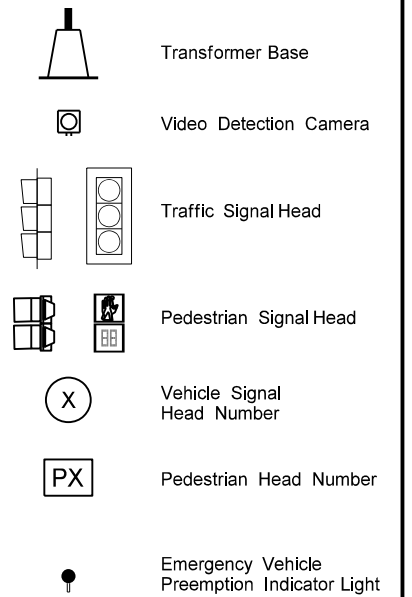 Transformer Base
Video Detection Camera
Traffic Signal Head
Pedestrian Signal Head
88
X
Vehicle Signal
Head Number
PX
Pedestrian Head Number
Emergency Vehicle
Preemption Indicator Light